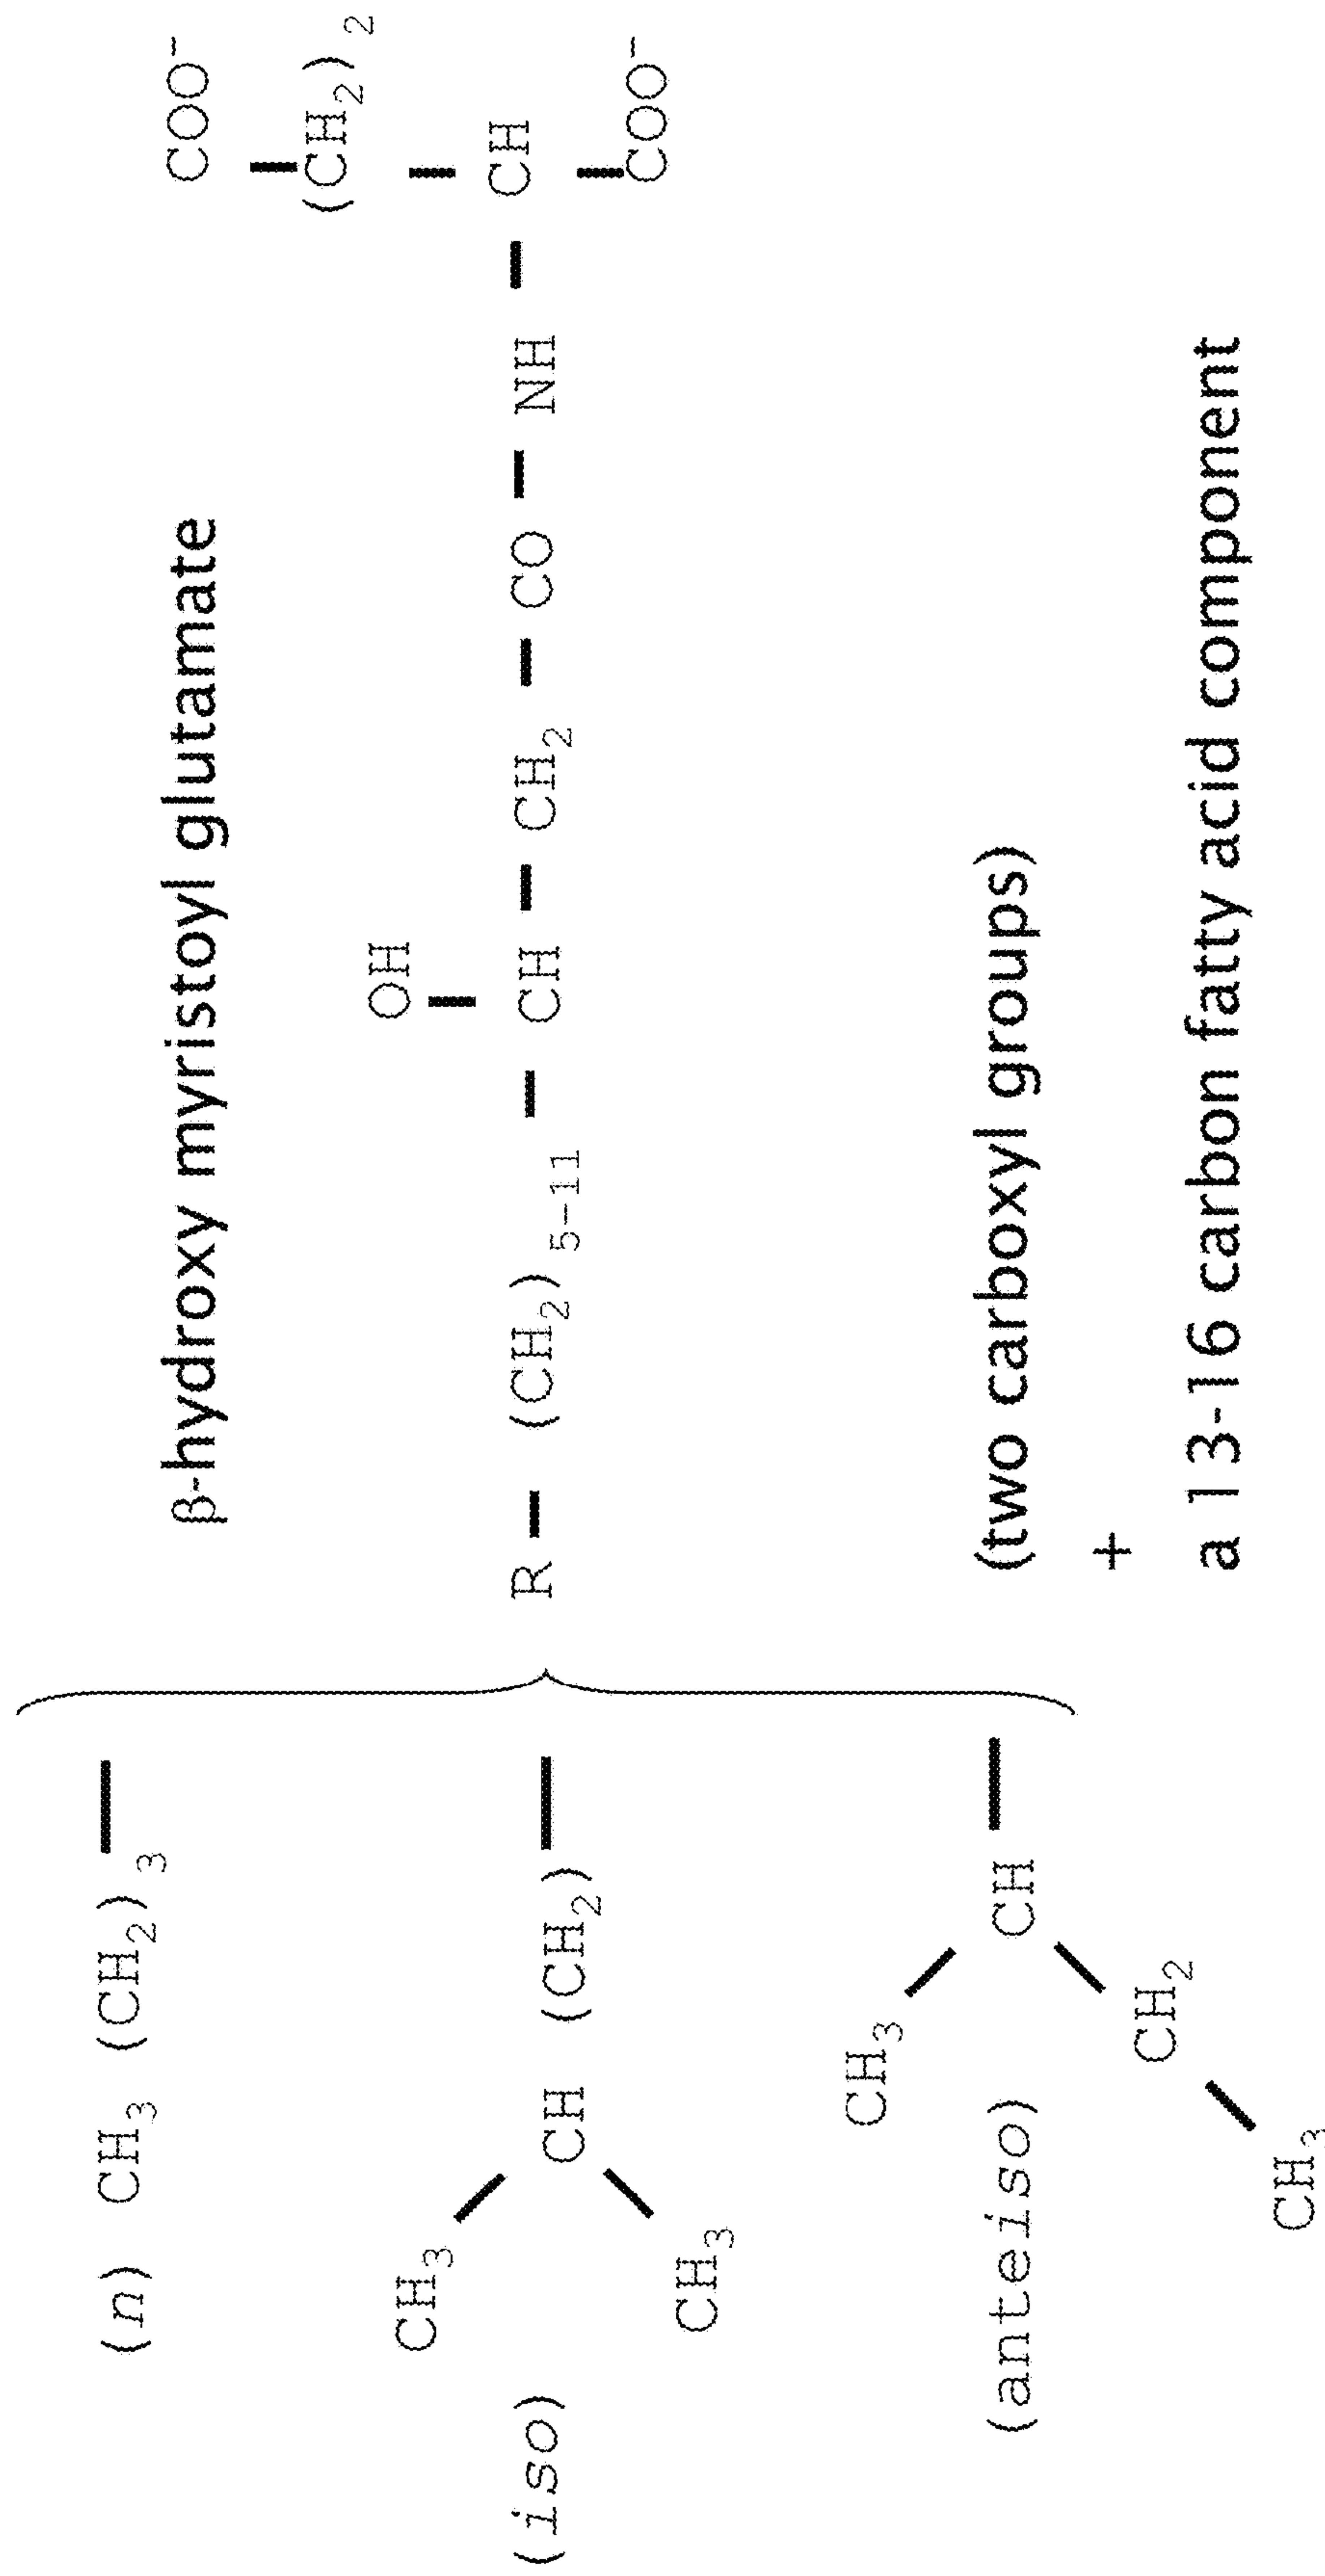 β-hydroxy myristoyl glutamate
(n) CH3 (CH2)3
(iso) CH3 CH3 CH (CH2)
(anteiso) CH3 CH CH2 CH3
R (CH2)5-11 CH OH CH2 CO NH CH
COO-
(CH2)2
COO-
(two carboxyl groups)
+
a 13-16 carbon fatty acid component